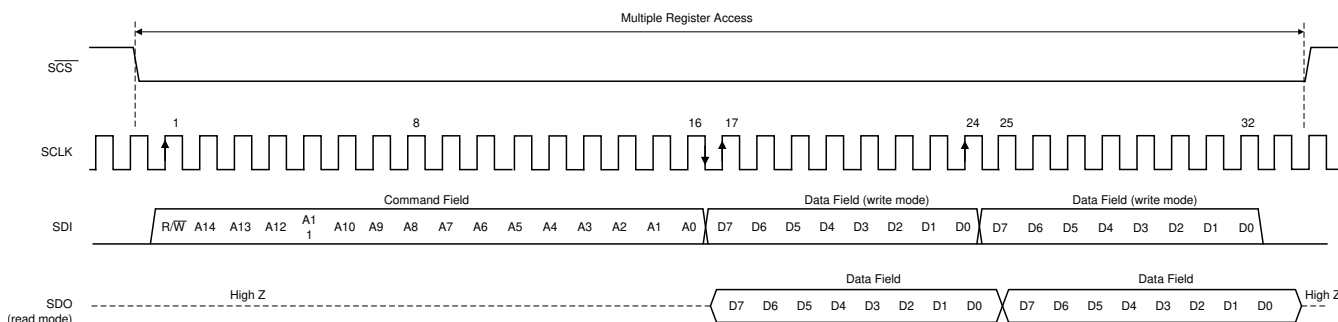 Multiple Register Access
SCS
1 8 16 17 24 25 32
SCLK
Command Field Data Field (write mode) Data Field (write mode)
SDI R/W A14 A13 A12 A1 A10 A9 A8 A7 A6 A5 A4 A3 A2 A1 A0 D7 D6 D5 D4 D3 D2 D1 D0 D7 D6 D5 D4 D3 D2 D1 D0
1
Data Field Data Field
High Z High Z
SDO D7 D6 D5 D4 D3 D2 D1 D0 D7 D6 D5 D4 D3 D2 D1 D0
(read mode)